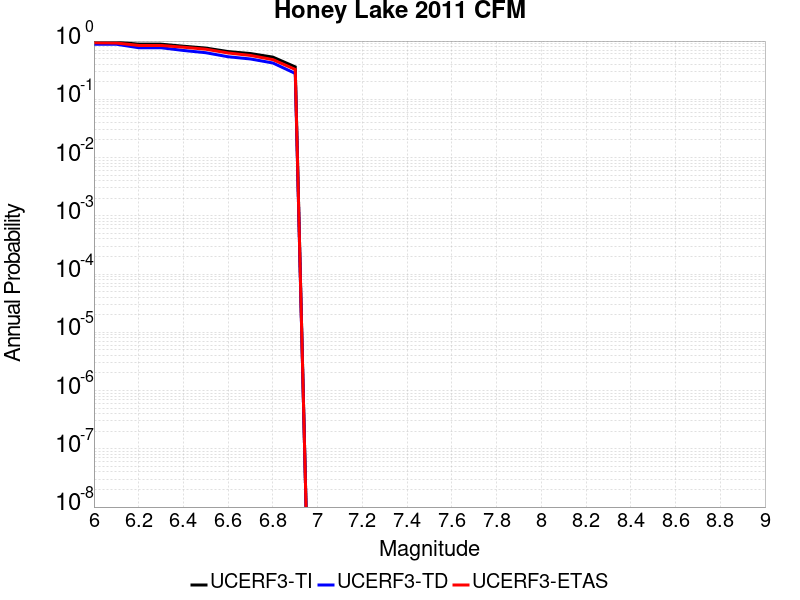 Honey Lake 2011 CFM
10^0
10^-1
10^-2
10^-3
10^-4
10^-5
10^-6
10^-7
10^-8
Annual Probability
6 6.2 6.4 6.6 6.8 7 7.2 7.4 7.6 7.8 8 8.2 8.4 8.6 8.8 9
Magnitude
UCERF3-TI UCERF3-TD UCERF3-ETAS